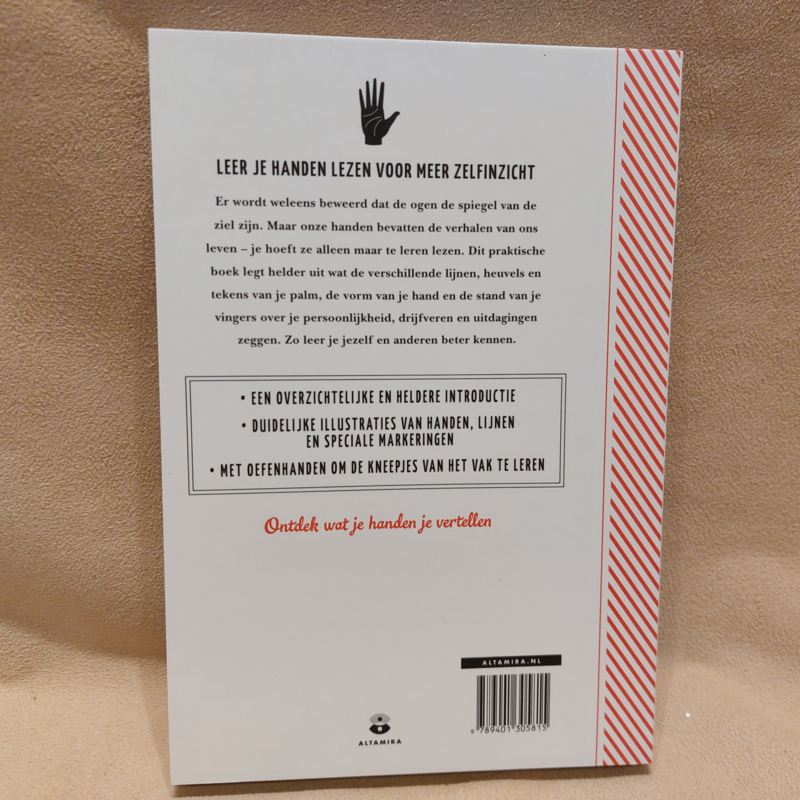 LEER JE HANDEN LEZEN VOOR MEER ZELFINZICHT
Er wordt weleens beweerd dat de ogen de spiegel van de
ziel zijn. Maar onze handen bevatten de verhalen van ons
leven – je hoeft ze alleen maar te leren lezen. Dit praktische
boek legt helder uit wat de verschillende lijnen, heuvels en
tekens van je palm, de vorm van je hand en de stand van je
vingers over je persoonlijkheid, drijfveren en uitdagingen
zeggen. Zo leer je jezelf en anderen beter kennen.
• EEN OVERZICHTELIJKE EN HELDERE INTRODUCTIE
• DUIDELIJKE ILLUSTRATIES VAN HANDEN, LIJNEN
EN SPECIALE MARKERINGEN
• MET OEFENHANDEN OM DE KNEEPJES VAN HET VAK TE LEREN
Ontdek wat je handen je vertellen
ALTAMIRA.NL
9 789401 305815
ALTAMIRA